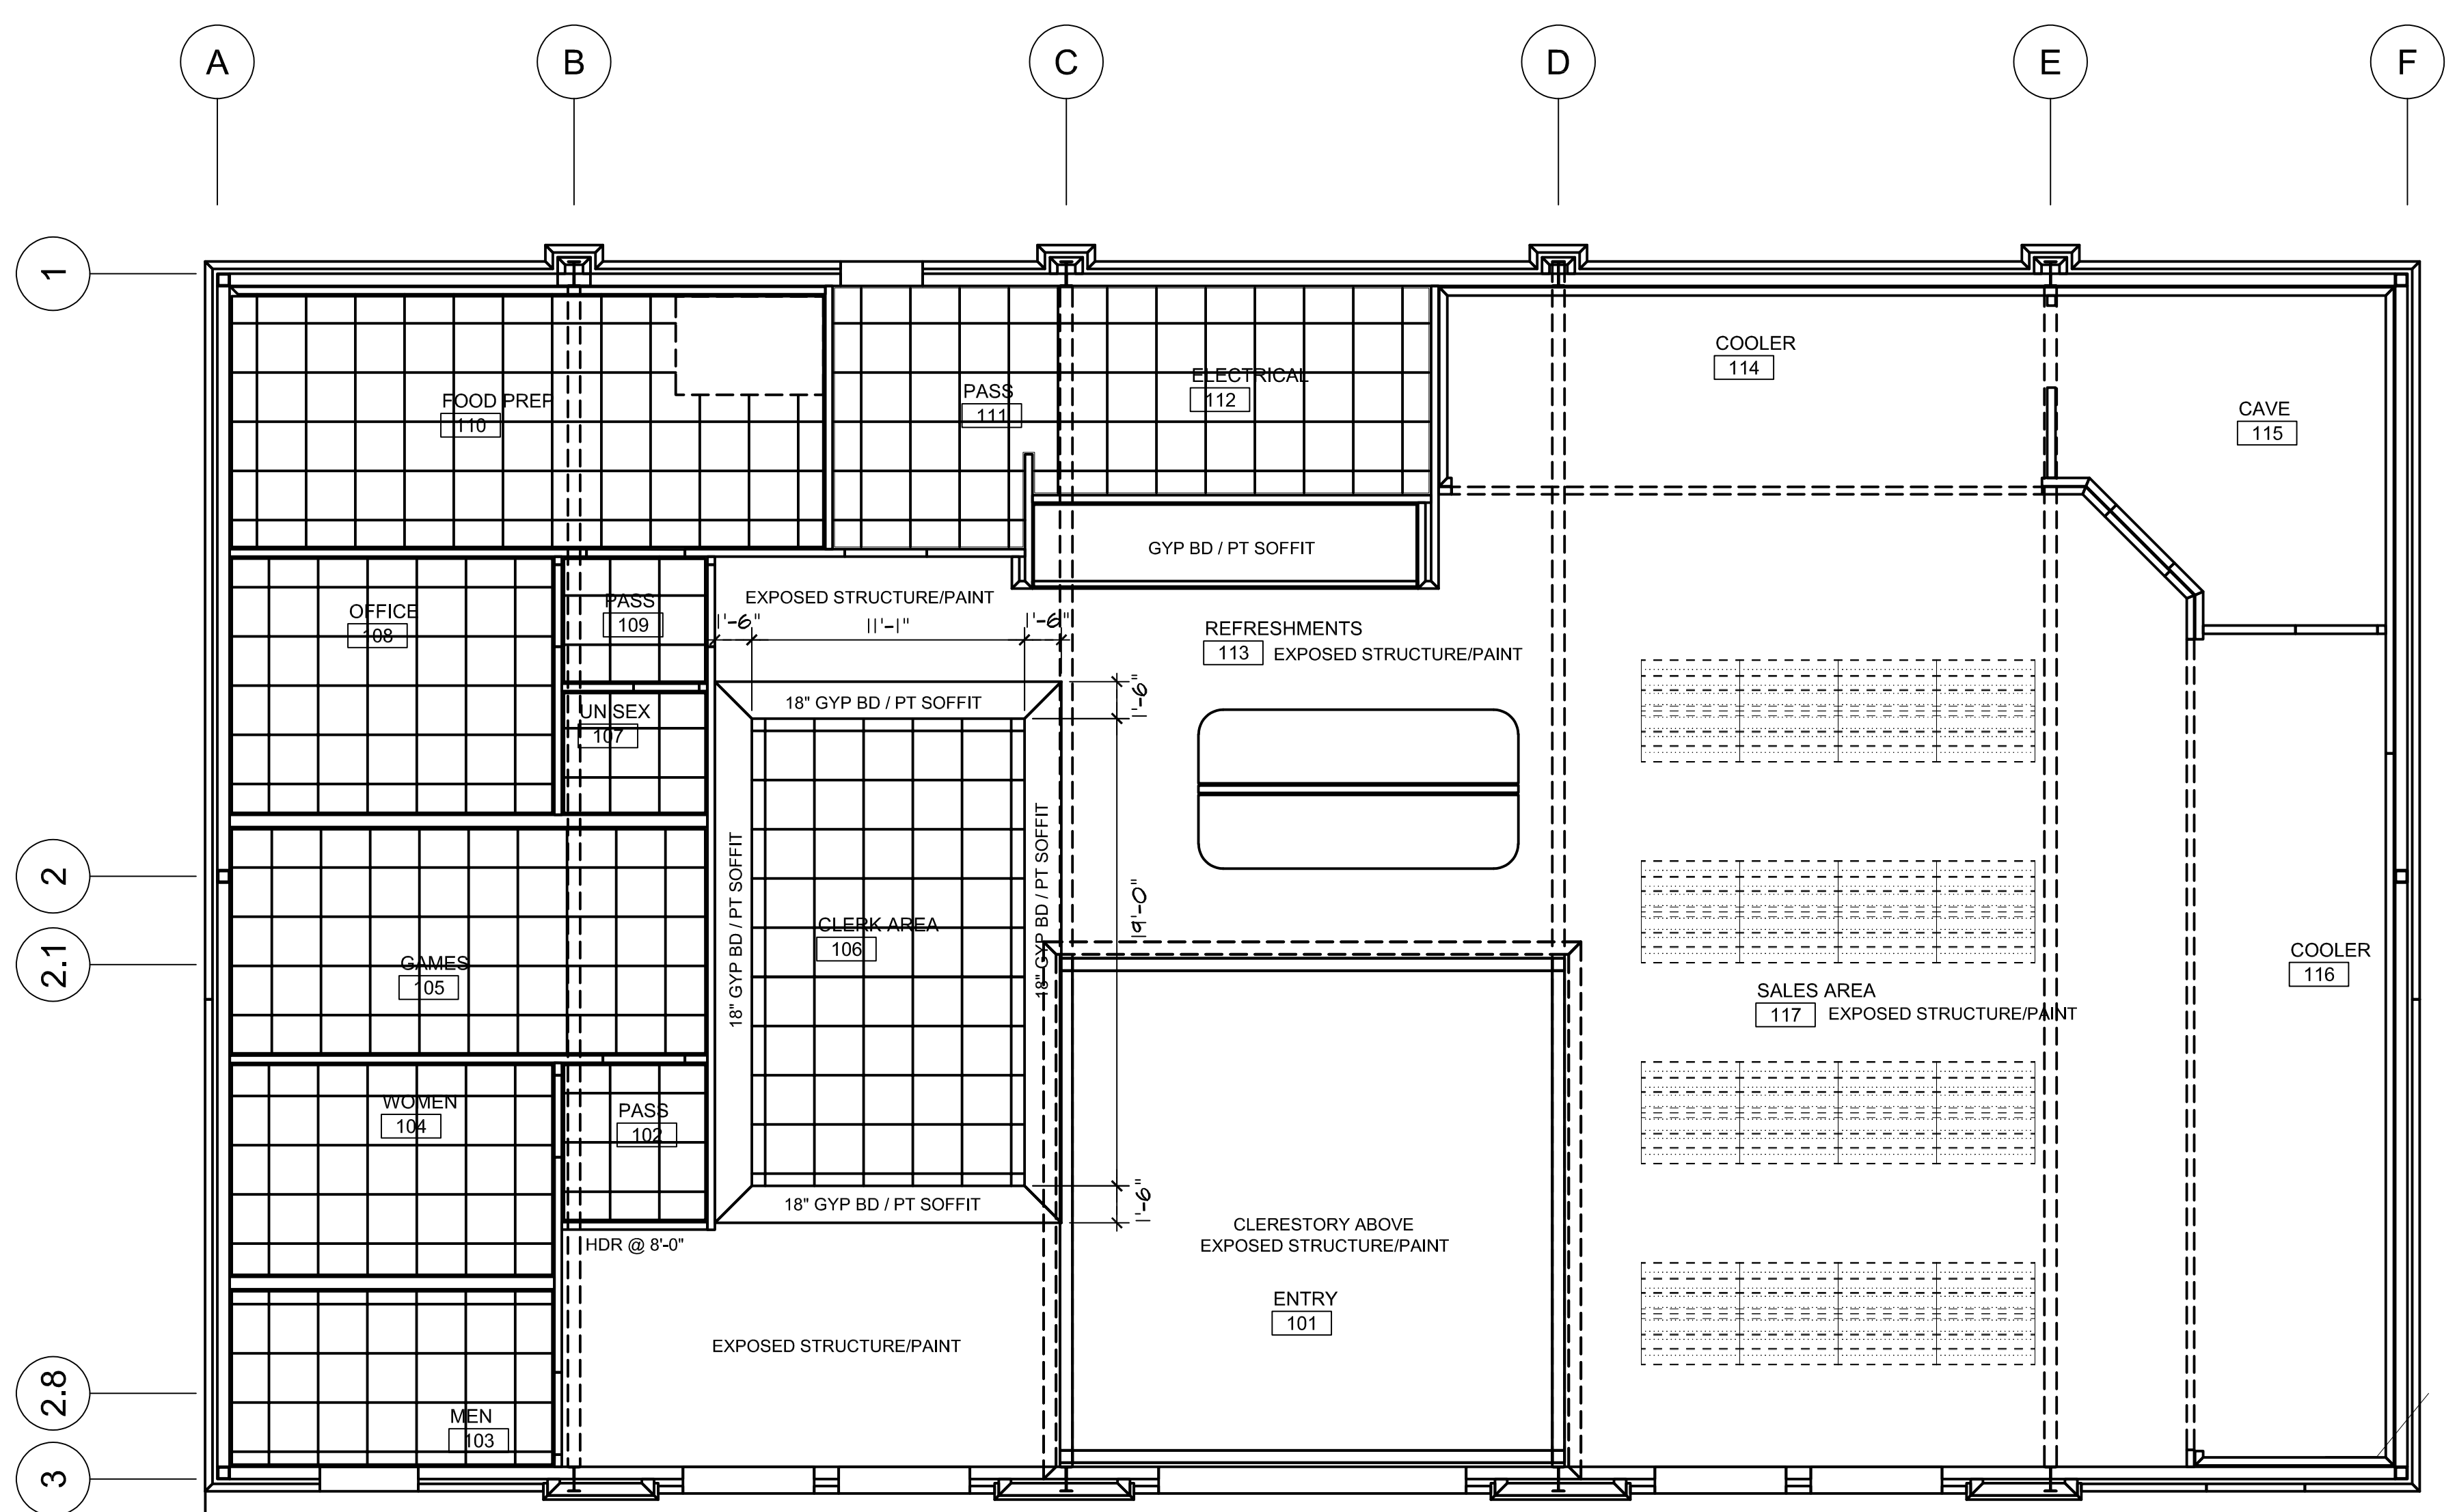 A
B
C
D
E
F
1
COOLER
114
ELECTRICAL
112
PASS
111
FOOD PREP
110
CAVE
115
GYP BD / PT SOFFIT
EXPOSED STRUCTURE/PAINT
PASS
109
OFFICE
108
1'-6"
11'-1"
1'-6"
REFRESHMENTS
113 EXPOSED STRUCTURE/PAINT
18" GYP BD / PT SOFFIT
1'-6"
UNISEX
107
2
18" GYP BD / PT SOFFIT
18" GYP BD / PT SOFFIT
19'-0"
CLERK AREA
106
2.1
GAMES
105
COOLER
116
SALES AREA
117 EXPOSED STRUCTURE/PAINT
WOMEN
104
PASS
102
18" GYP BD / PT SOFFIT
1'-6"
HDR @ 8'-0"
CLERESTORY ABOVE
EXPOSED STRUCTURE/PAINT
ENTRY
101
EXPOSED STRUCTURE/PAINT
2.8
MEN
103
3